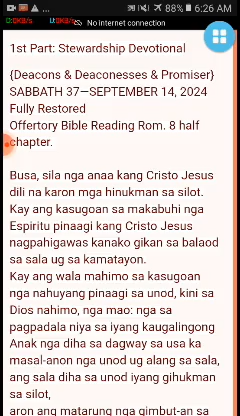 88% 6:26 AM
0:0KB/s U:0KB/s No internet connection
1st Part: Stewardship Devotional
{Deacons & Deaconesses & Promiser}
SABBATH 37—SEPTEMBER 14, 2024
Fully Restored
Offertory Bible Reading Rom. 8 half
chapter.
Busa, sila nga anaa kang Cristo Jesus
dili na karon mga hinukman sa silot.
Kay ang kasugoan sa makabuhi nga
Espiritu pinaagi kang Cristo Jesus
nagpahigawas kanako gikan sa balaod
sa sala ug sa kamatayon.
Kay ang wala mahimo sa kasugoan
nga nahuyang pinaagi sa unod, kini sa
Dios nahimo, nga mao: nga sa
pagpadala niya sa iyang kaugalingong
Anak nga diha sa dagway sa usa ka
masal-anon nga unod ug alang sa sala,
ang sala diha sa unod iyang gihukman
sa silot,
aron ang matarung nga gimbut-an sa